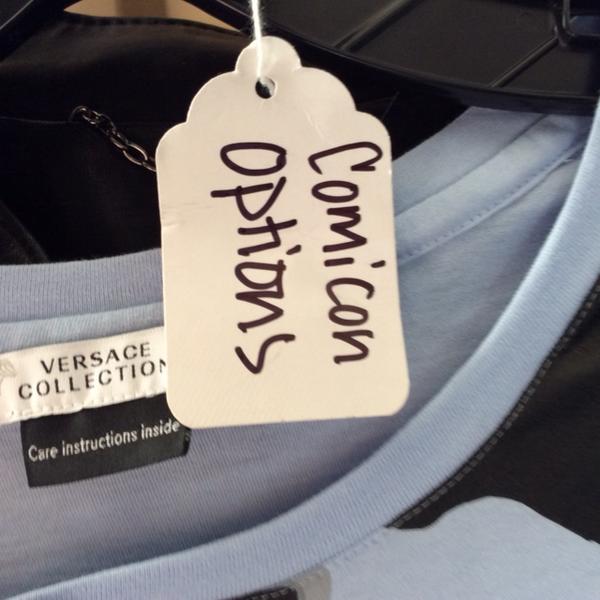 Comicon
Options
VERSACE
COLLECTION
Care instructions inside